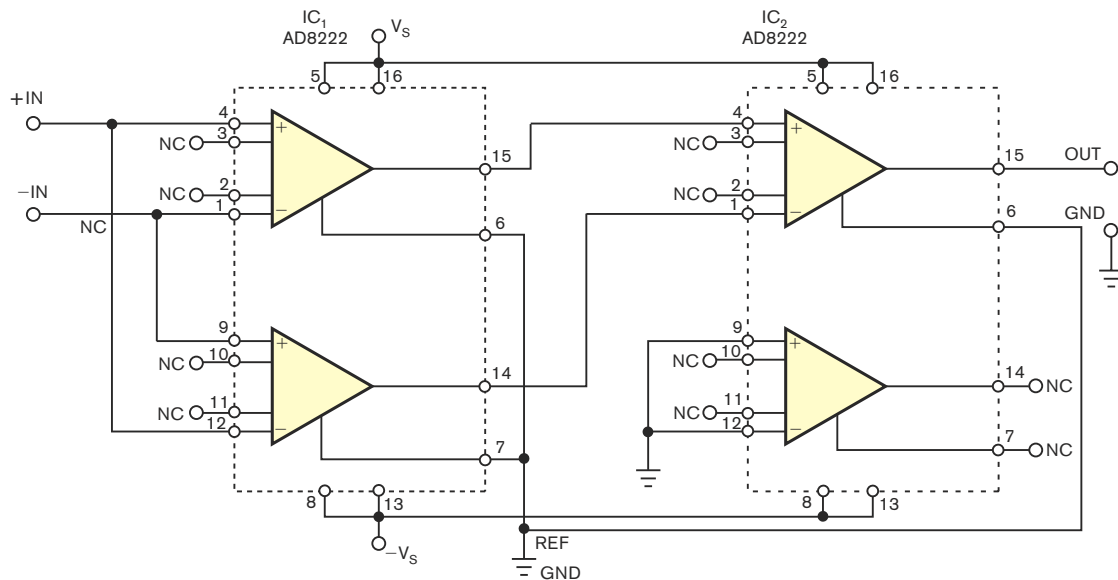 IC1
AD8222
VS
IC2
AD8222
5
16
5
16
+IN
4
+
4
+
NC
3
15
NC
3
15
OUT
NC
2
NC
2
−IN
1
−
1
−
NC
6
6
GND
9
+
9
+
NC
10
14
NC
10
14
NC
NC
11
NC
11
12
−
7
12
−
7
NC
8
13
8
13
−VS
REF
GND